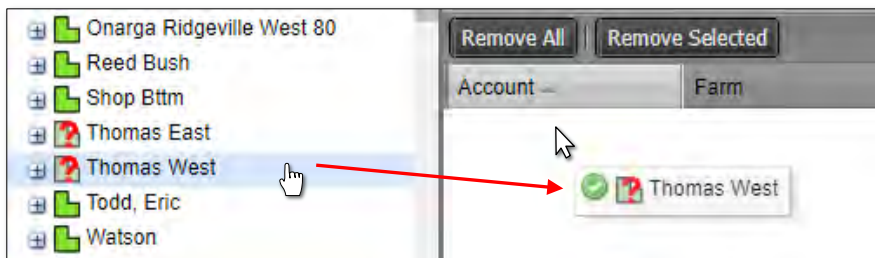 Onarga Ridgeville West 80
Reed Bush
Shop Bttm
Thomas East
Thomas West
Todd, Eric
Watson
Remove All Remove Selected
Account Farm
Thomas West